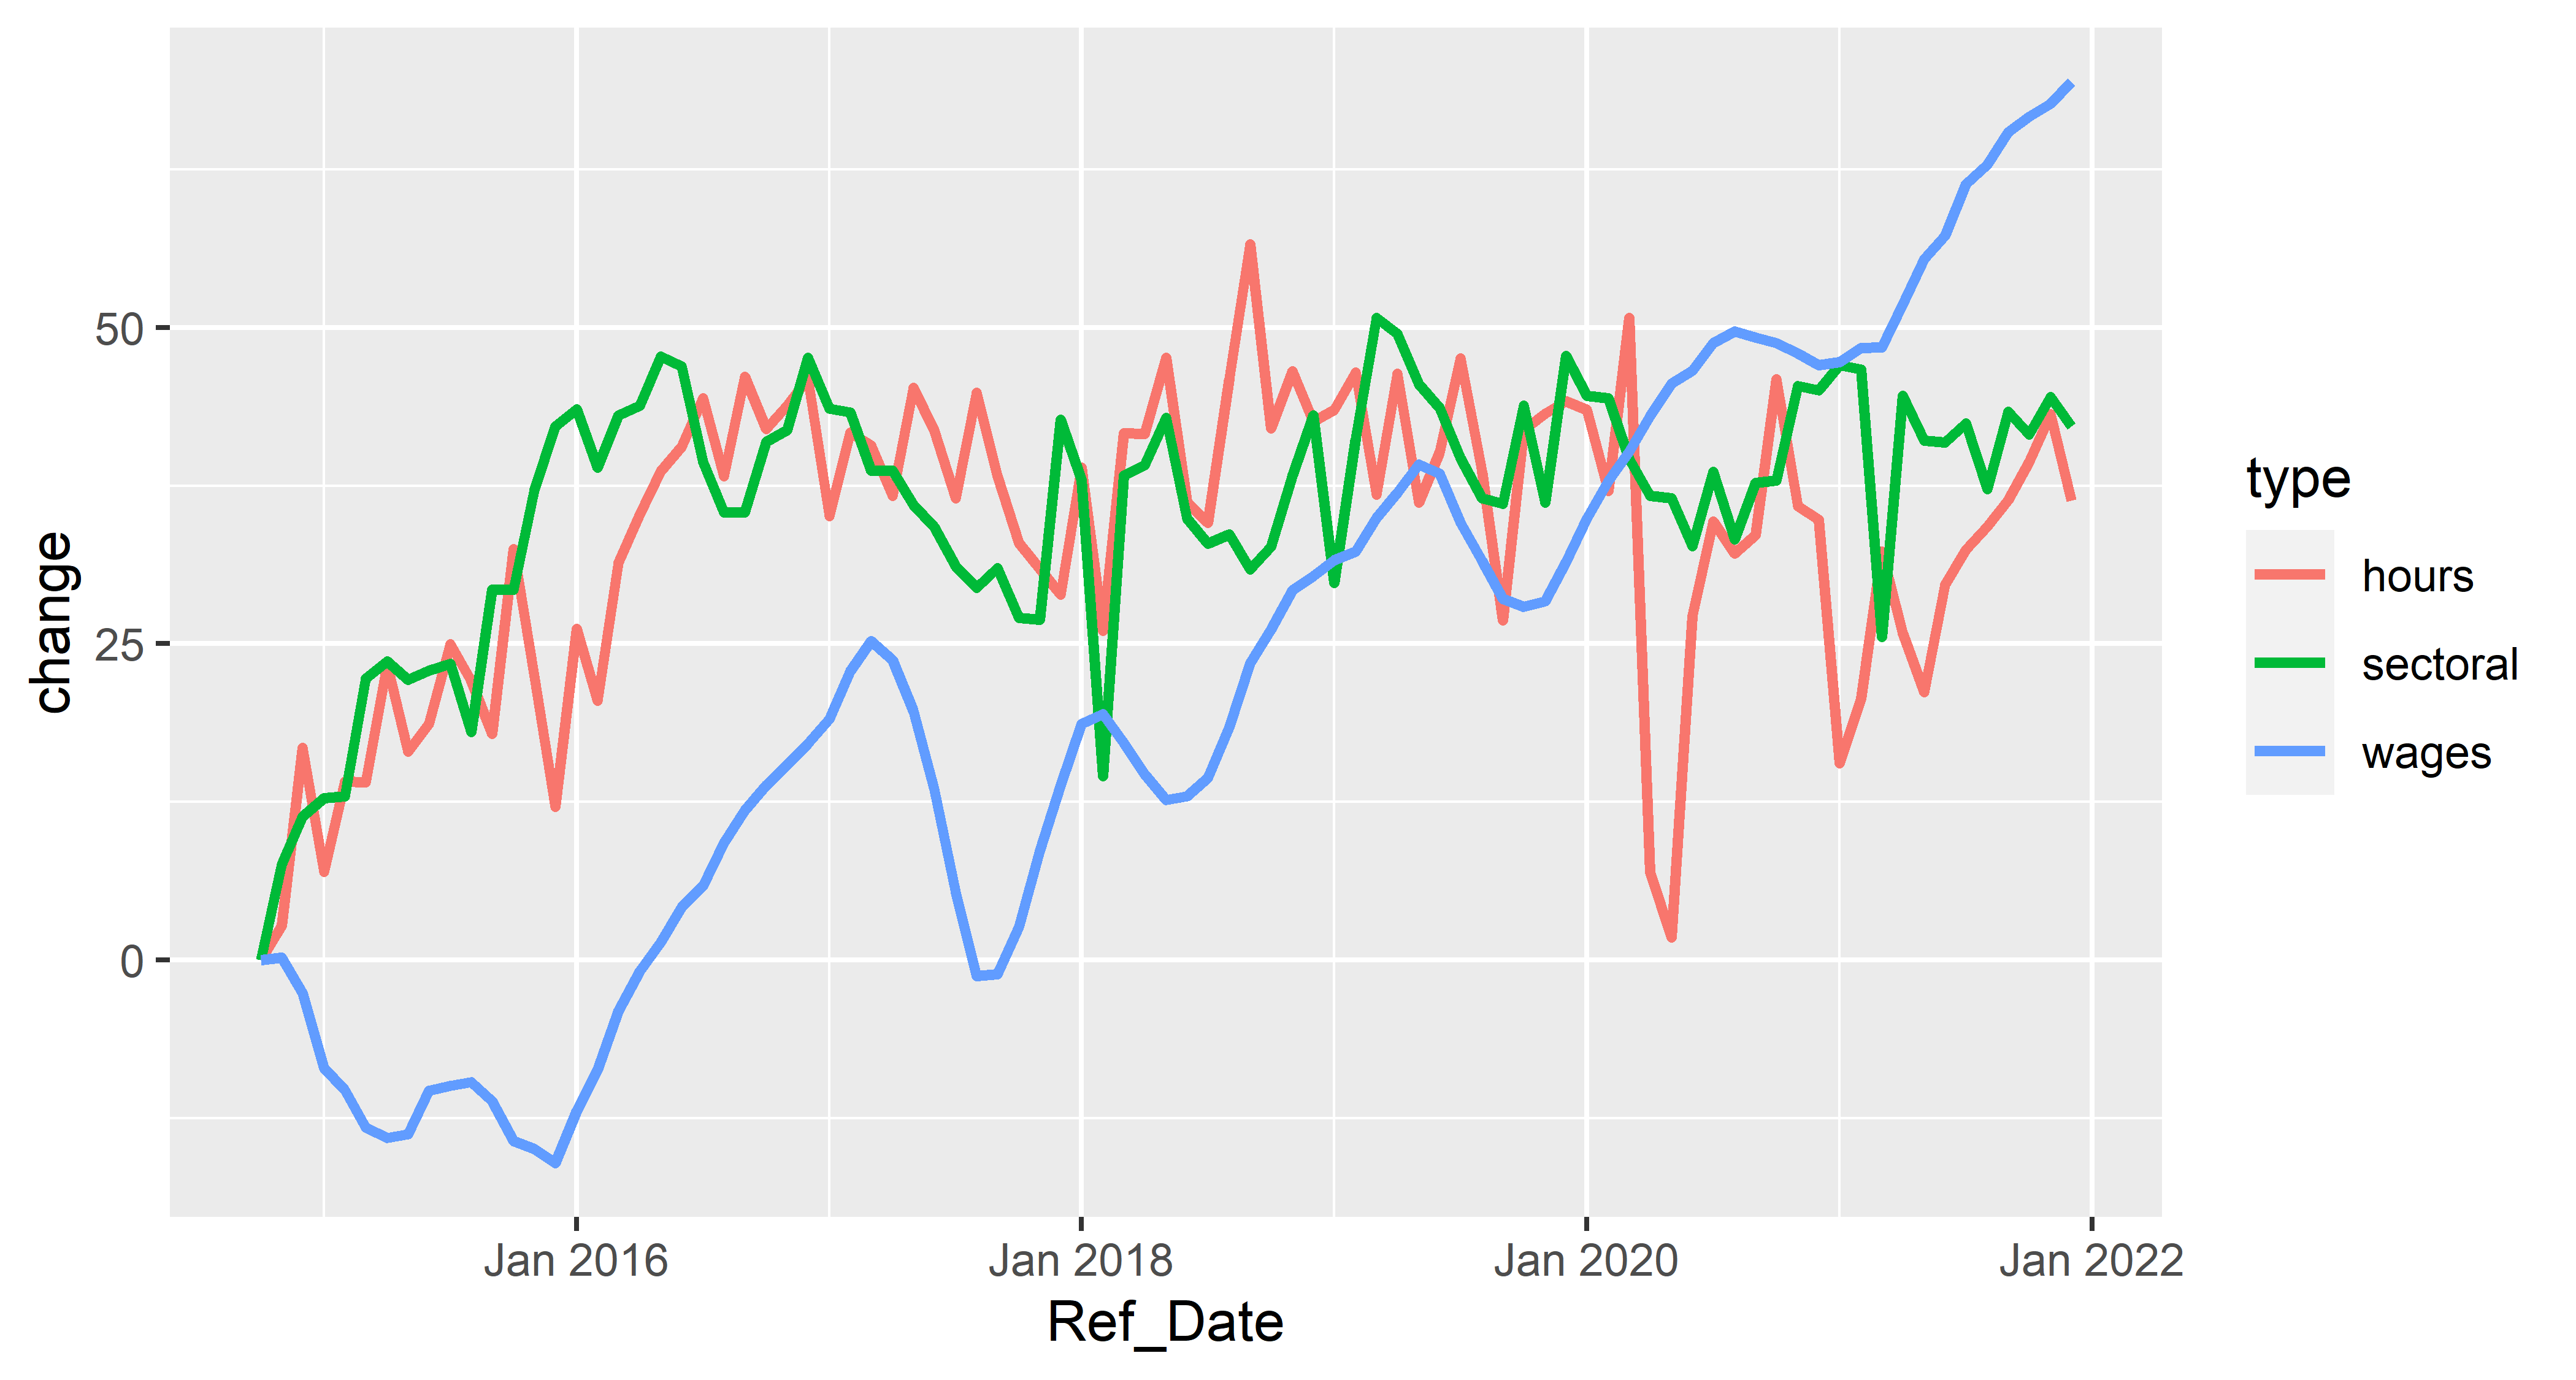 change
50
25
0
Jan 2016
Jan 2018
Jan 2020
Jan 2022
Ref_Date
type
hours
sectoral
wages